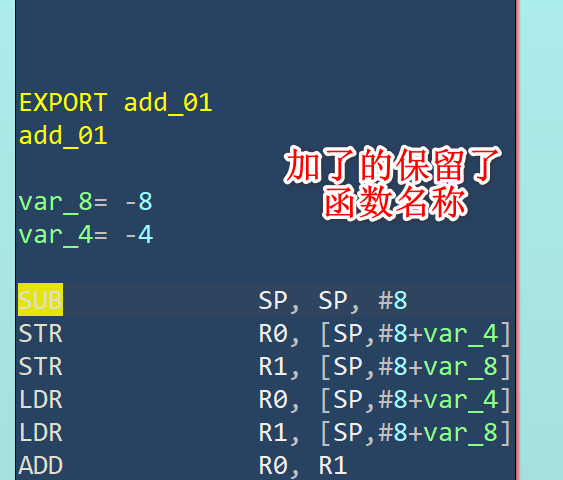 EXPORT add_01
add_01
加了的保留了
函数名称
var_8= -8
var_4= -4
SUB SP, SP, #8
STR R0, [SP,#8+var_4]
STR R1, [SP,#8+var_8]
LDR R0, [SP,#8+var_4]
LDR R1, [SP,#8+var_8]
ADD R0, R1